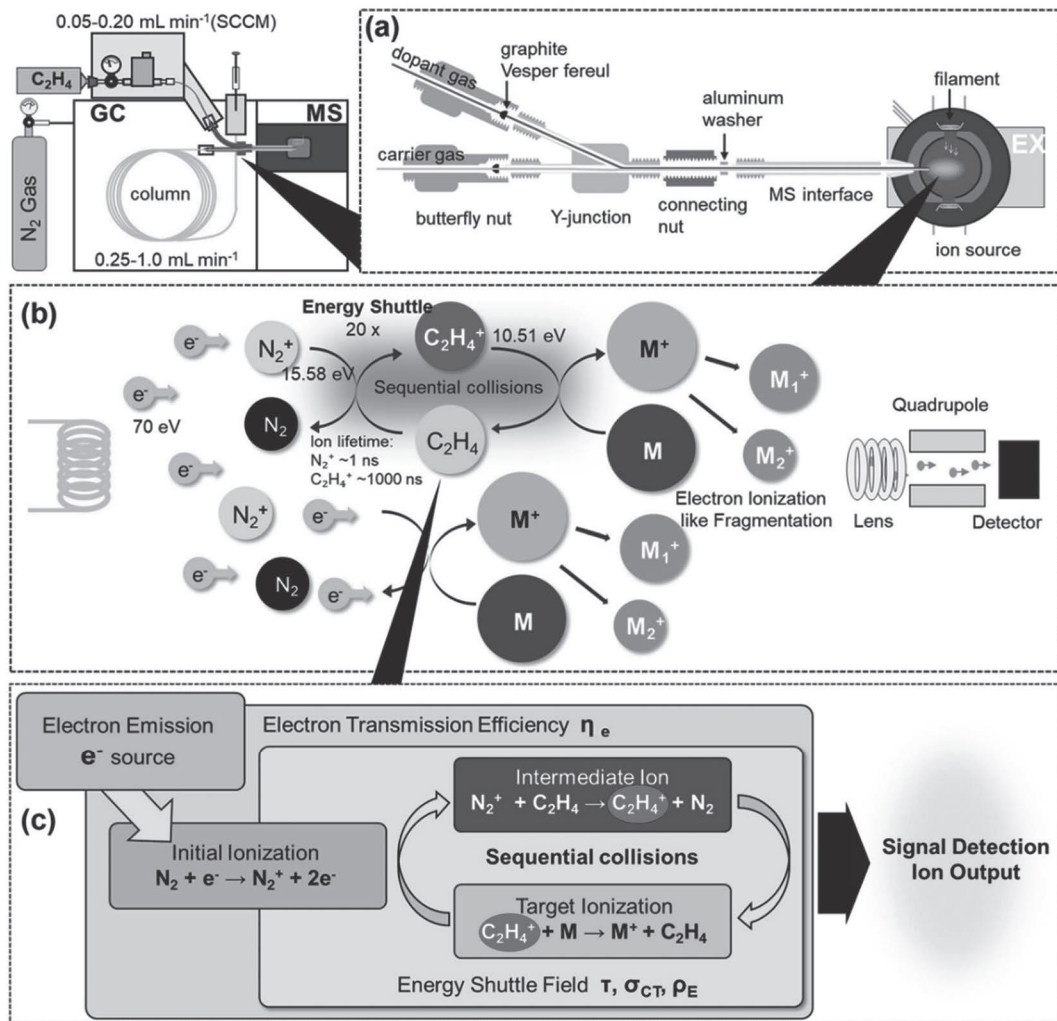 0.05-0.20 mL min⁻¹(SCCM)
C₂H₄
GC
MS
N₂ Gas
column
0.25-1.0 mL min⁻¹
(a)
dopant gas
graphite
Vesper fereul
filament
aluminum
washer
EX
carrier gas
butterfly nut
Y-junction
connecting
nut
MS interface
ion source
(b)
Energy Shuttle
20 x
e⁻
N₂⁺
C₂H₄⁺
10.51 eV
M⁺
15.58 eV
Sequential collisions
M₁⁺
e⁻
70 eV
N₂
Ion lifetime:
N₂⁺ ~1 ns
C₂H₄⁺ ~1000 ns
C₂H₄
M
M₂⁺
Quadrupole
e⁻
Electron Ionization
like Fragmentation
Lens
Detector
N₂⁺
e⁻
M⁺
M₁⁺
e⁻
N₂
e⁻
M
M₂⁺
(c)
Electron Emission
e⁻ source
Electron Transmission Efficiency η e
Initial Ionization
N₂ + e⁻ → N₂⁺ + 2e⁻
Intermediate Ion
N₂⁺ + C₂H₄ → C₂H₄⁺ + N₂
Sequential collisions
Target Ionization
C₂H₄⁺ + M → M⁺ + C₂H₄
Energy Shuttle Field τ, σCT, ρE
Signal Detection
Ion Output